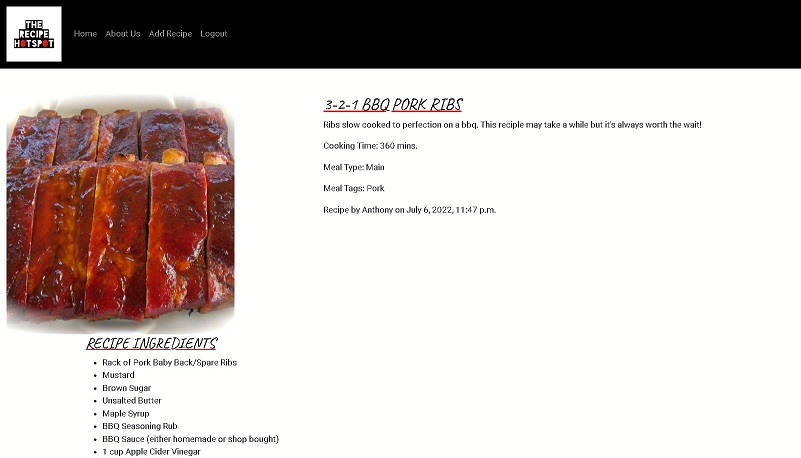 THE
RECIPE
HOTSPOT
Home About Us Add Recipe Logout
3-2-1 BBQ PORK RIBS
Ribs slow cooked to perfection on a bbq. This reciple may take a while but it's always worth the wait!
Cooking Time: 360 mins.
Meal Type: Main
Meal Tags: Pork
Recipe by Anthony on July 6, 2022, 11:47 p.m.
RECIPE INGREDIENTS
Rack of Pork Baby Back/Spare Ribs
Mustard
Brown Sugar
Unsalted Butter
Maple Syrup
BBQ Seasoning Rub
BBQ Sauce (either homemade or shop bought)
1 cup Apple Cider Vinegar